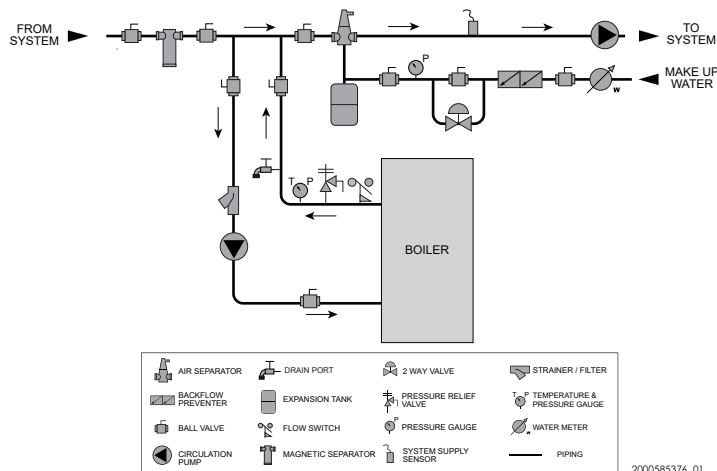 FROM
SYSTEM
TO
SYSTEM
P
MAKE UP
WATER
W
T P
BOILER
AIR SEPARATOR
DRAIN PORT
2 WAY VALVE
STRAINER / FILTER
BACKFLOW
PREVENTER
EXPANSION TANK
PRESSURE RELIEF
VALVE
T P
TEMPERATURE &
PRESSURE GAUGE
BALL VALVE
FLOW SWITCH
P
PRESSURE GAUGE
W
WATER METER
CIRCULATION
PUMP
MAGNETIC SEPARATOR
SYSTEM SUPPLY
SENSOR
PIPING
2000585376_01